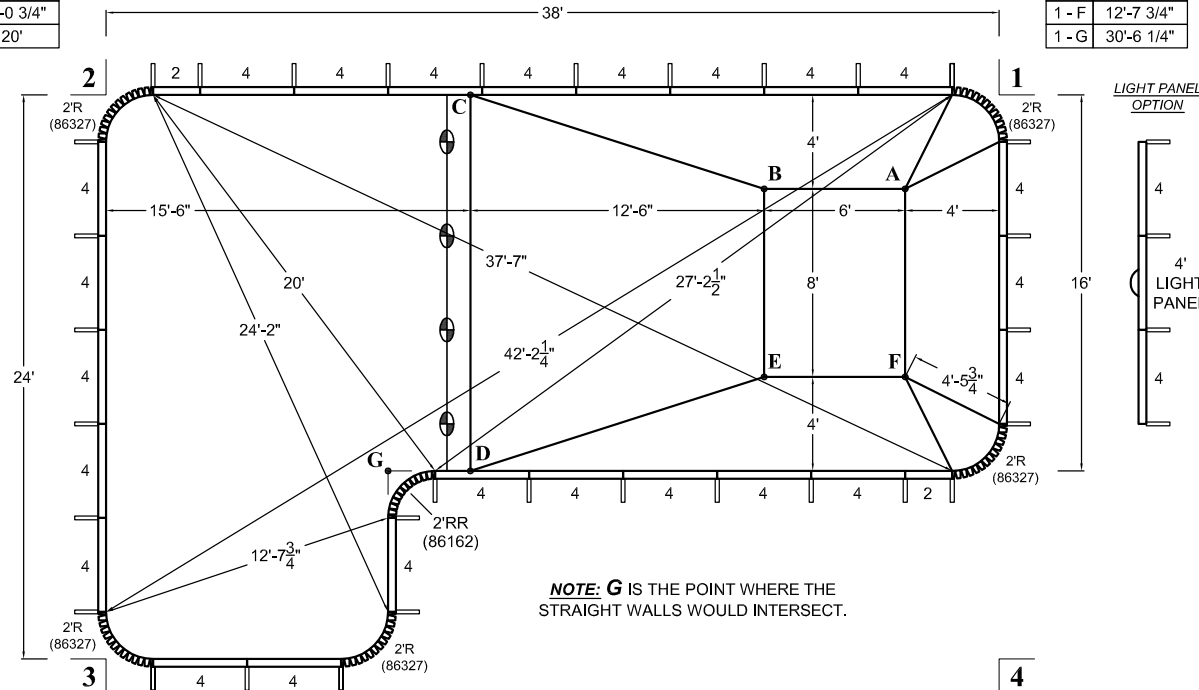 -0 3/4"
20'
38'
1 - F 12'-7 3/4"
1 - G 30'-6 1/4"
2 4 4 4 4 4 4 4 4 4
2
1
LIGHT PANEL
OPTION
2'R
(86327)
C
2'R
(86327)
4'
4
B
A
4
4
15'-6"
12'-6"
6'
4'
4
20'
37'-7"
27'-2 1/2"
8'
4
16'
4'
LIGHT
PANEL
24'-2"
42'-2 1/4"
24'
4
E
F
4'-5 3/4"
4
4
4'
G
D
4
2'R
(86327)
4 4 4 4 4 2
2'RR
(86162)
12'-7 3/4"
4
4
NOTE: G IS THE POINT WHERE THE
STRAIGHT WALLS WOULD INTERSECT.
2'R
(86327)
2'R
(86327)
3
4 4
4